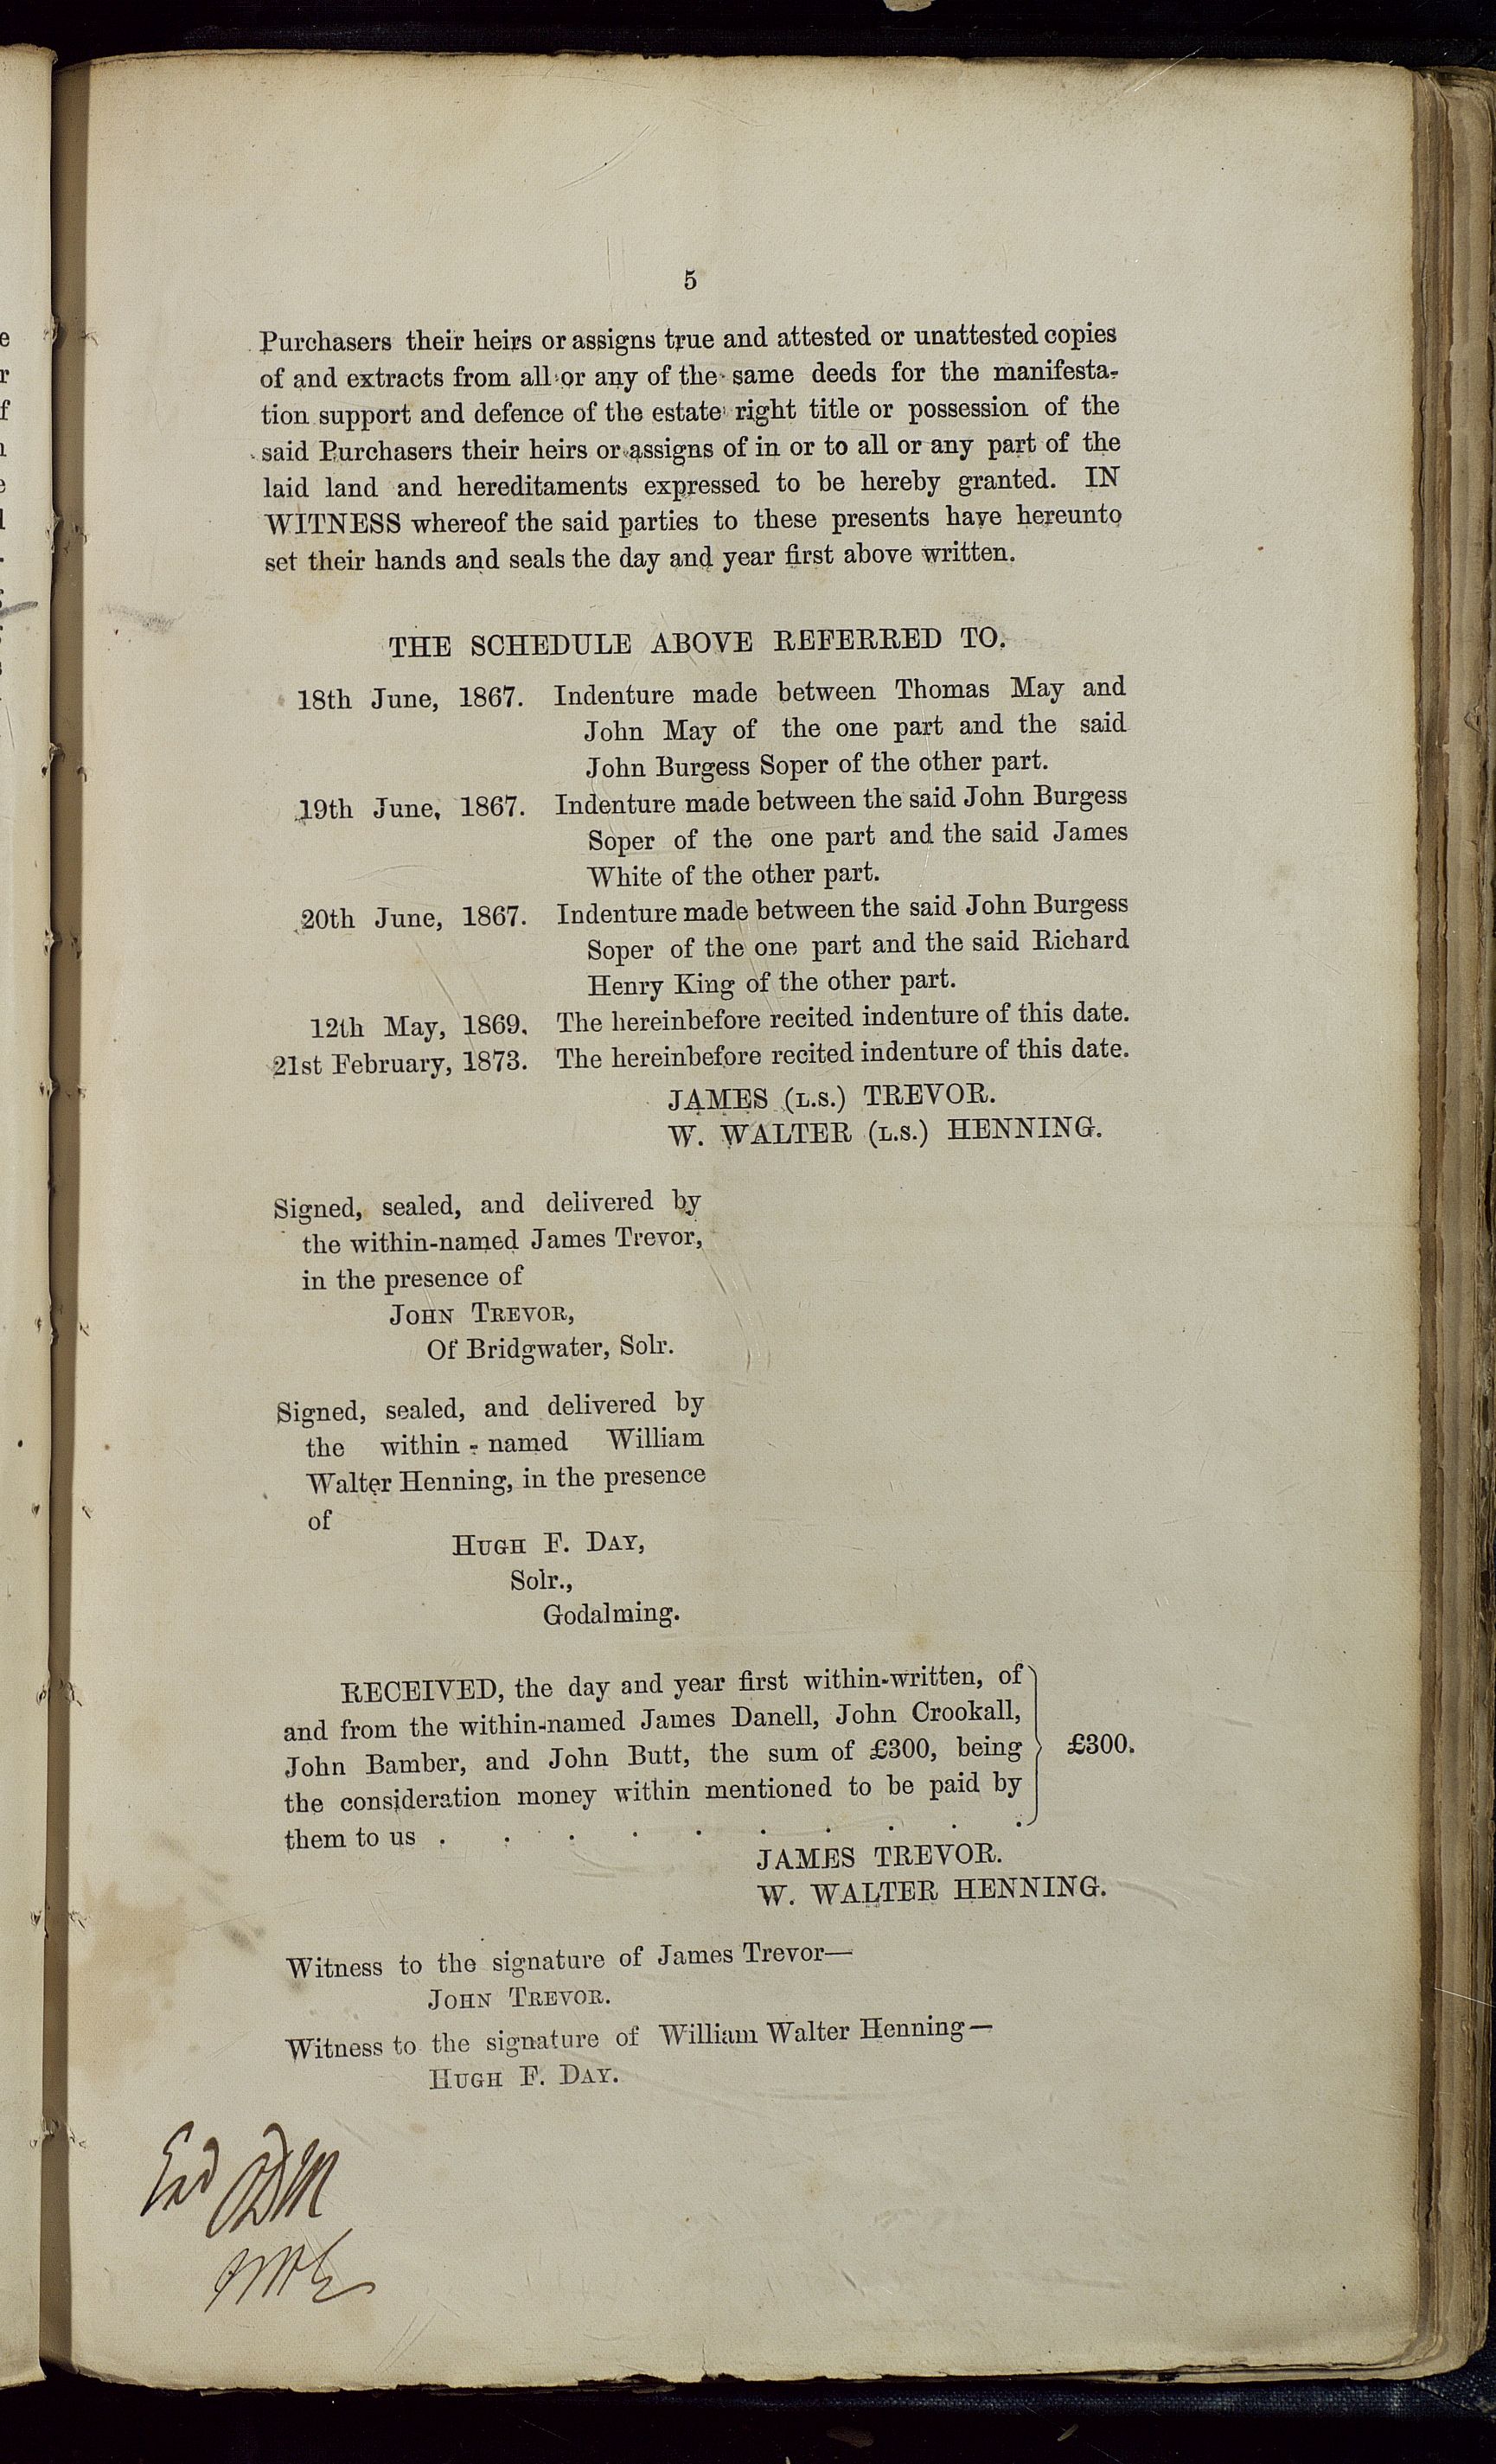 5
Purchasers their heirs or assigns true and attested or unattested copies
of and extracts from all or any of the same deeds for the manifesta-
tion support and defence of the estate right title or possession of the
said Purchasers their heirs or assigns of in or to all or any part of the
laid land and hereditaments expressed to be hereby granted. IN
WITNESS whereof the said parties to these presents have hereunto
set their hands and seals the day and year first above written.
THE SCHEDULE ABOVE REFERRED TO.
18th June, 1867. Indenture made between Thomas May and
John May of the one part and the said
John Burgess Soper of the other part.
19th June, 1867. Indenture made between the said John Burgess
Soper of the one part and the said James
White of the other part.
20th June, 1867. Indenture made between the said John Burgess
Soper of the one part and the said Richard
Henry King of the other part.
12th May, 1869. The hereinbefore recited indenture of this date.
21st February, 1873. The hereinbefore recited indenture of this date.
JAMES (L.S.) TREVOR.
W. WALTER (L.S.) HENNING.
Signed, sealed, and delivered by
the within-named James Trevor,
in the presence of
JOHN TREVOR,
Of Bridgwater, Solr.
Signed, sealed, and delivered by
the within-named William
Walter Henning, in the presence
of
HUGH F. DAY,
Solr.,
Godalming.
RECEIVED, the day and year first within-written, of
and from the within-named James Danell, John Crookall,
John Bamber, and John Butt, the sum of £300, being £300.
the consideration money within mentioned to be paid by
them to us . . . . . . . . . .
JAMES TREVOR.
W. WALTER HENNING.
Witness to the signature of James Trevor—
JOHN TREVOR.
Witness to the signature of William Walter Henning—
HUGH F. DAY.